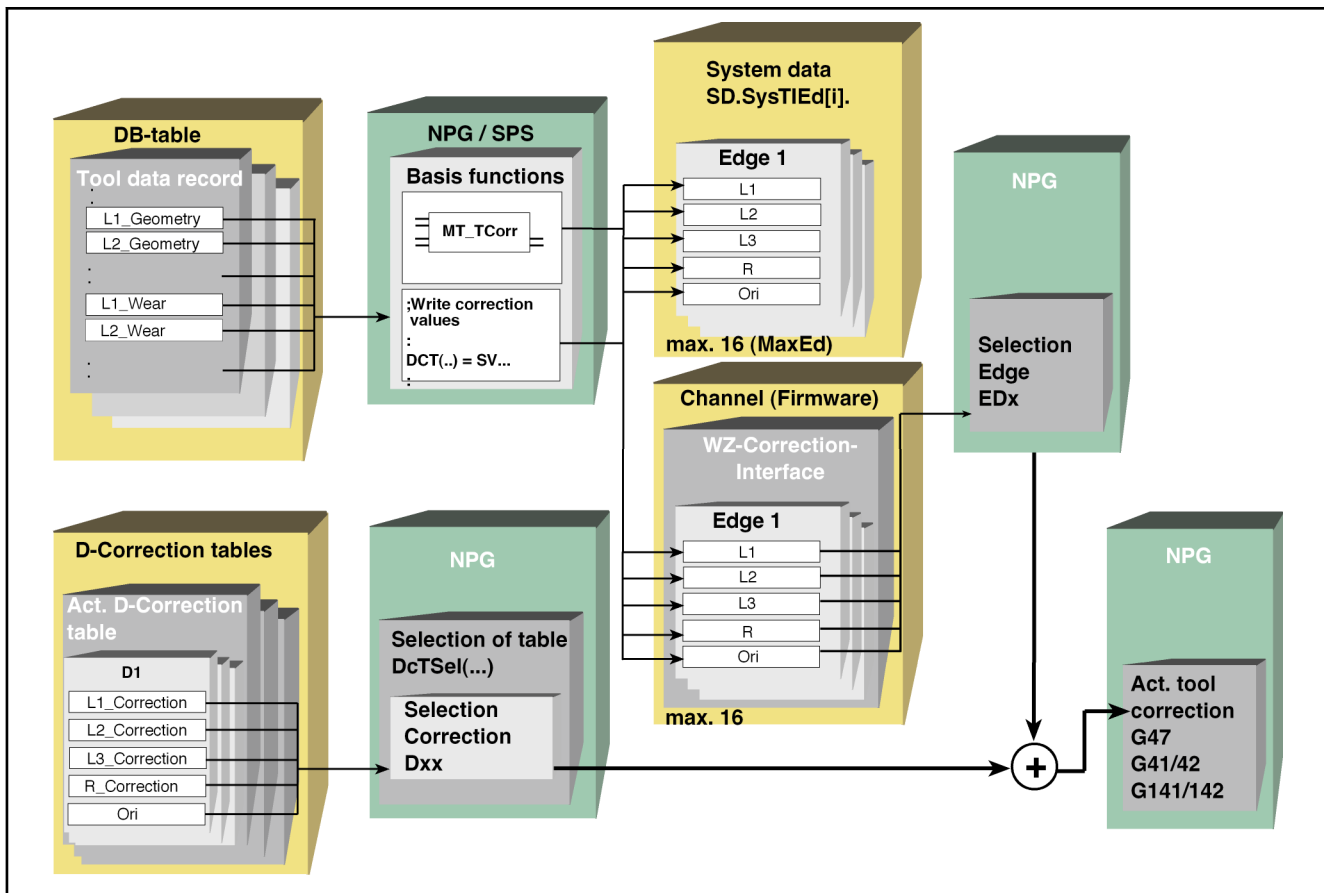 DB-table
Tool data record
:
:
L1_Geometry
L2_Geometry
:
:
L1_Wear
L2_Wear
:
:
NPG / SPS
Basis functions
MT_TCorr
;Write correction
values
:
DCT(..) = SV...
:
System data
SD.SysTlEd[i].
Edge 1
L1
L2
L3
R
Ori
max. 16 (MaxEd)
Channel (Firmware)
WZ-Correction-
Interface
Edge 1
L1
L2
L3
R
Ori
max. 16
NPG
Selection
Edge
EDx
D-Correction tables
Act. D-Correction
table
D1
L1_Correction
L2_Correction
L3_Correction
R_Correction
Ori
NPG
Selection of table
DcTSel(...)
Selection
Correction
Dxx
+
NPG
Act. tool
correction
G47
G41/42
G141/142